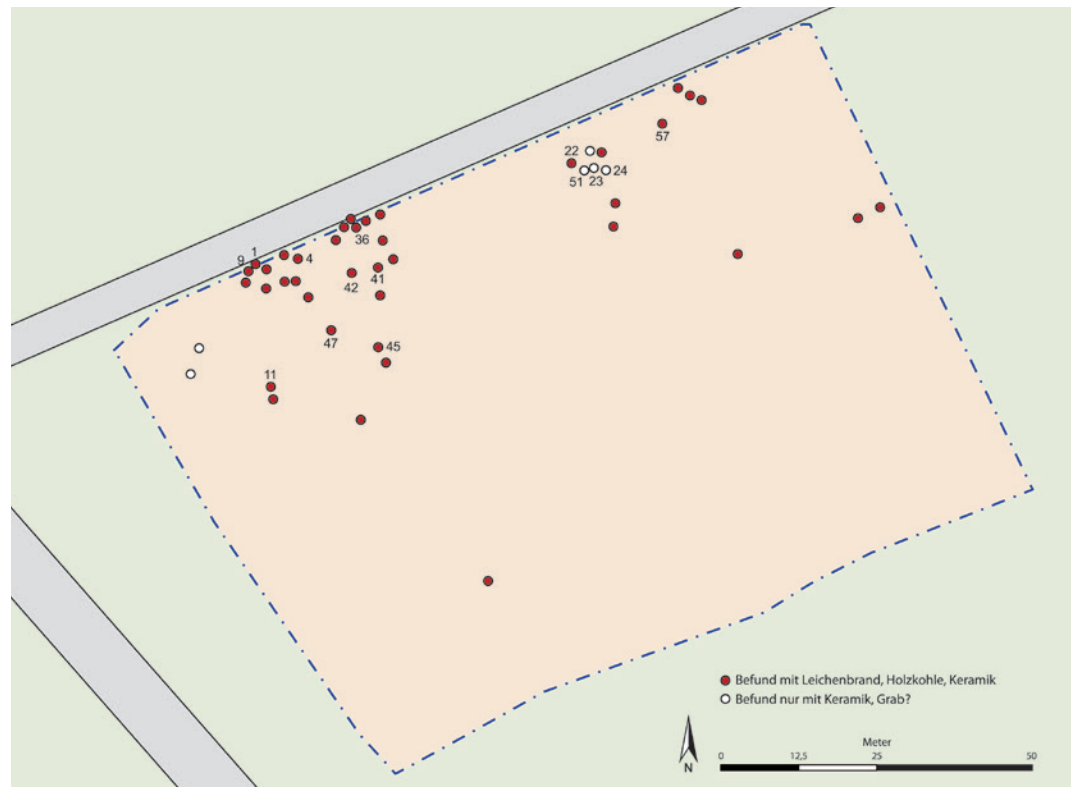 57
22
24
51
23
36
1
4
9
41
42
47
45
11
Befund mit Leichenbrand, Holzkohle, Keramik
Befund nur mit Keramik, Grab?
Meter
0 12,5 25 50
N